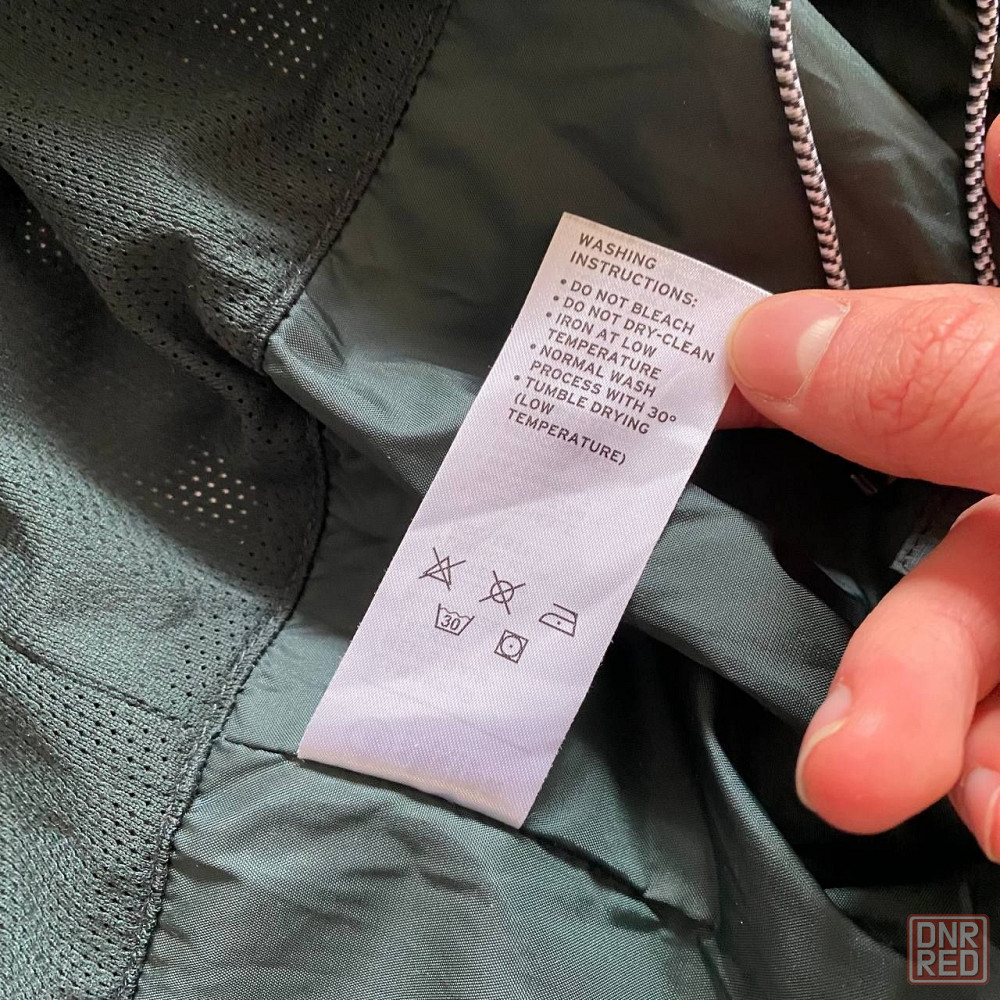 WASHING
INSTRUCTIONS:
• DO NOT BLEACH
• DO NOT DRY-CLEAN
• IRON AT LOW
TEMPERATURE
• NORMAL WASH
PROCESS WITH 30°
• TUMBLE DRYING
(LOW
TEMPERATURE)
30
DNR
RED